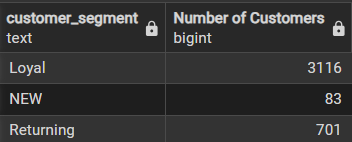 customer_segment Number of Customers
text bigint
Loyal 3116
NEW 83
Returning 701